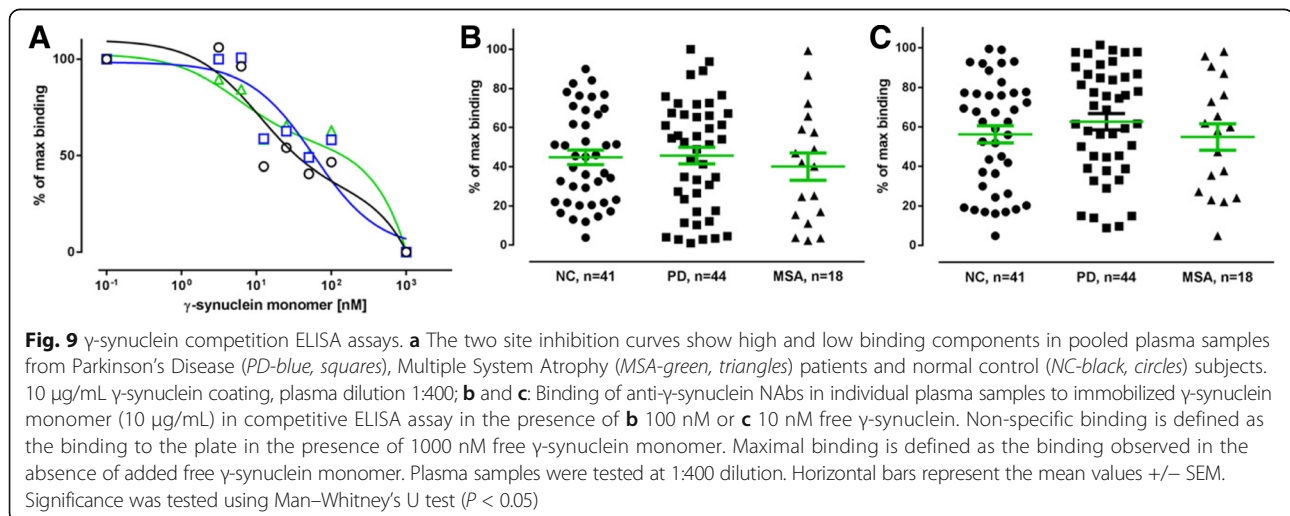 A
B
C
100
50
0
% of max binding
10-1
100
101
102
103
γ-synuclein monomer [nM]
100
80
60
40
20
0
% of max binding
NC, n=41
PD, n=44
MSA, n=18
100
80
60
40
20
0
% of max binding
NC, n=41
PD, n=44
MSA, n=18
Fig. 9 γ-synuclein competition ELISA assays. a The two site inhibition curves show high and low binding components in pooled plasma samples
from Parkinson's Disease (PD-blue, squares), Multiple System Atrophy (MSA-green, triangles) patients and normal control (NC-black, circles) subjects.
10 μg/mL γ-synuclein coating, plasma dilution 1:400; b and c: Binding of anti-γ-synuclein NAbs in individual plasma samples to immobilized γ-synuclein
monomer (10 μg/mL) in competitive ELISA assay in the presence of b 100 nM or c 10 nM free γ-synuclein. Non-specific binding is defined as
the binding to the plate in the presence of 1000 nM free γ-synuclein monomer. Maximal binding is defined as the binding observed in the
absence of added free γ-synuclein monomer. Plasma samples were tested at 1:400 dilution. Horizontal bars represent the mean values +/− SEM.
Significance was tested using Man–Whitney's U test (P < 0.05)